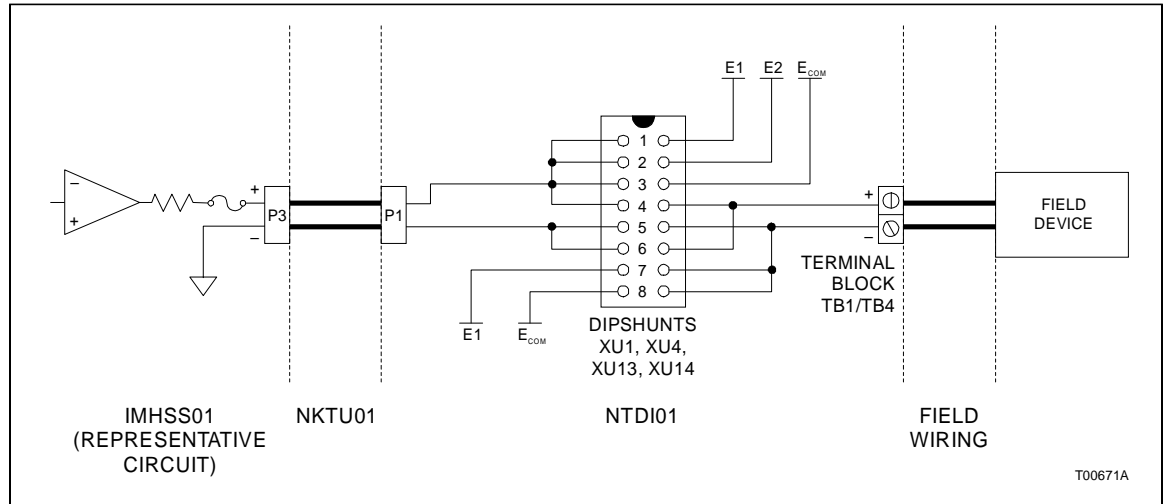 E1 E2 E COM
1
2
3
4
5
6
7
8
–
+
+
–
P3
P1
+
–
FIELD
DEVICE
TERMINAL
BLOCK
TB1/TB4
E1
E COM
DIPSHUNTS
XU1, XU4,
XU13, XU14
IMHSS01
(REPRESENTATIVE
CIRCUIT)
NKTU01
NTDI01
FIELD
WIRING
T00671A